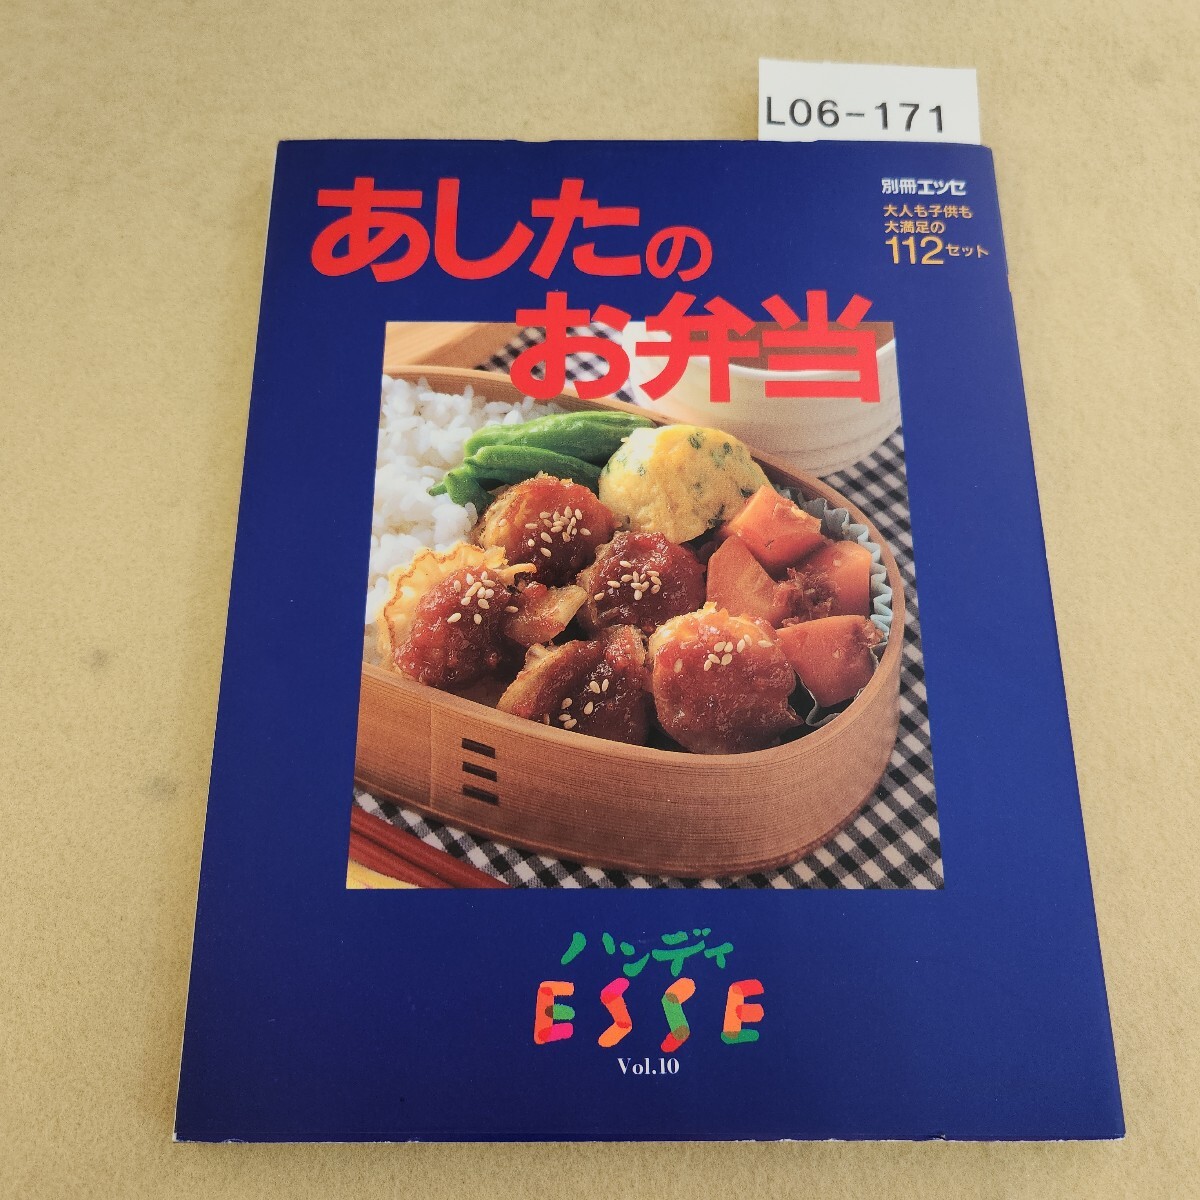 L06-171
別冊エッセ
大人も子供も
大満足の
112セット
あしたの
お弁当
ハンディ
ESSE
Vol.10